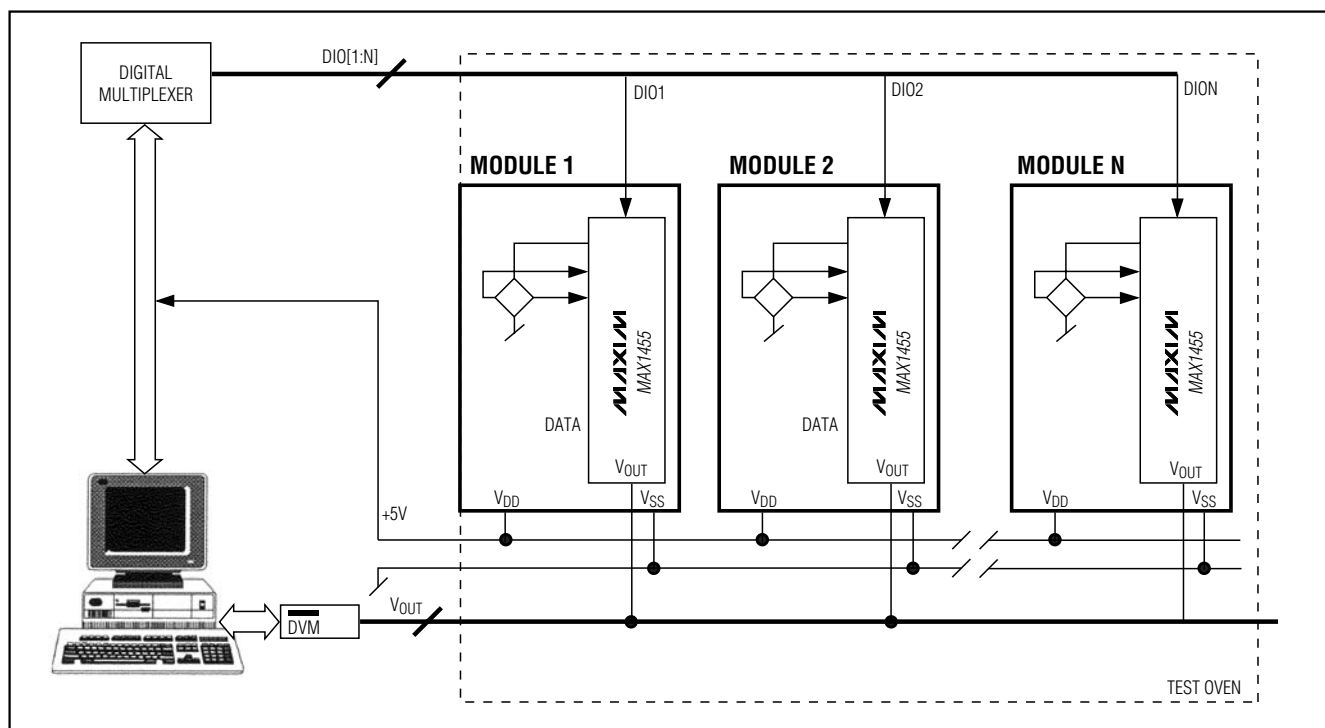 DIGITAL
MULTIPLEXER
DIO[1:N]
DIO1
DIO2
DION
MODULE 1
MODULE 2
MODULE N
MAXIM
MAX1455
MAXIM
MAX1455
MAXIM
MAX1455
DATA
DATA
VOUT
VOUT
VOUT
VDD
VSS
VDD
VSS
VDD
VSS
+5V
VOUT
DVM
TEST OVEN